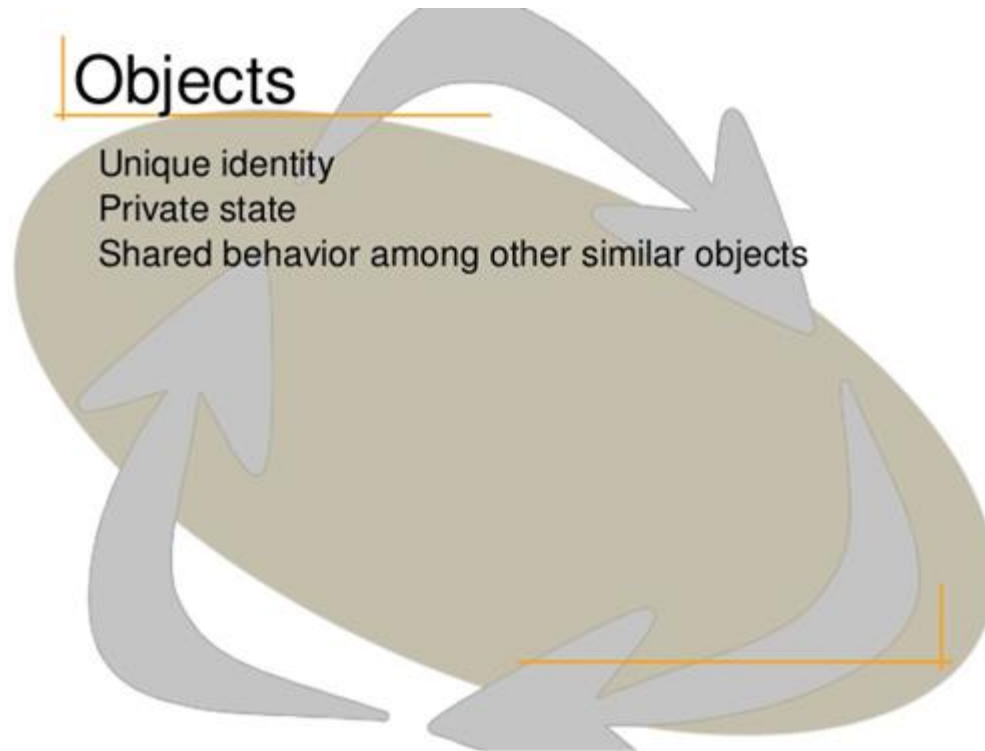 Objects
Unique identity
Private state
Shared behavior among other similar objects